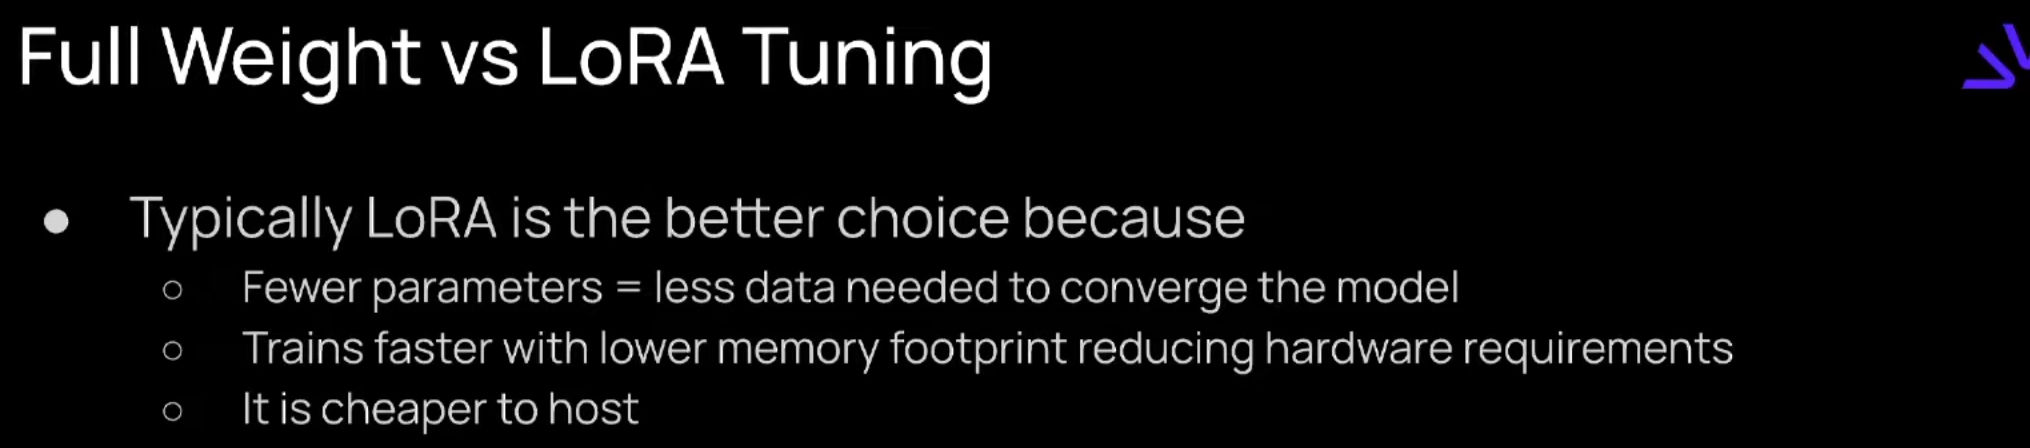 Full Weight vs LoRA Tuning
● Typically LoRA is the better choice because
○ Fewer parameters = less data needed to converge the model
○ Trains faster with lower memory footprint reducing hardware requirements
○ It is cheaper to host